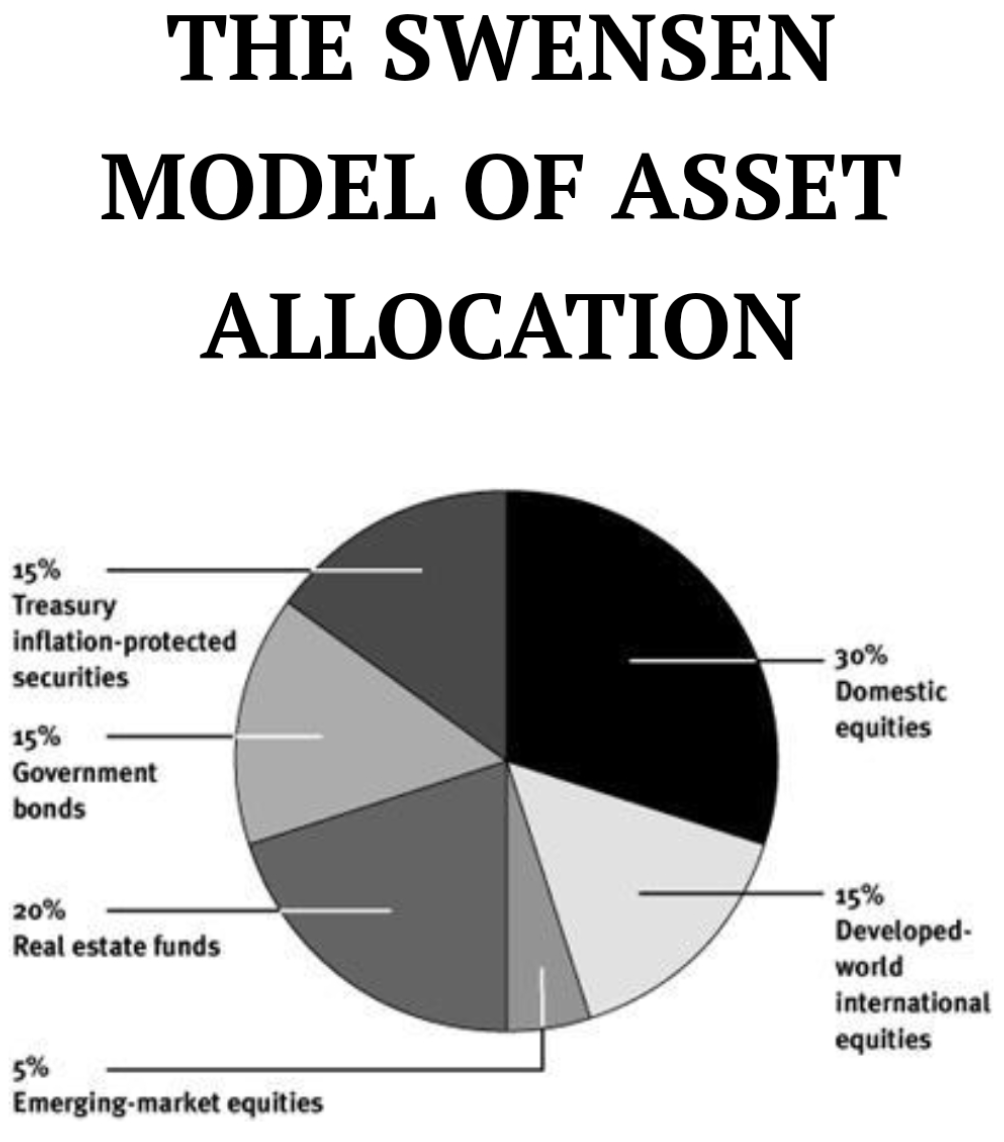 THE SWENSEN
MODEL OF ASSET
ALLOCATION
15%
Treasury
inflation-protected
securities
15%
Government
bonds
20%
Real estate funds
5%
Emerging-market equities
30%
Domestic
equities
15%
Developed-
world
international
equities